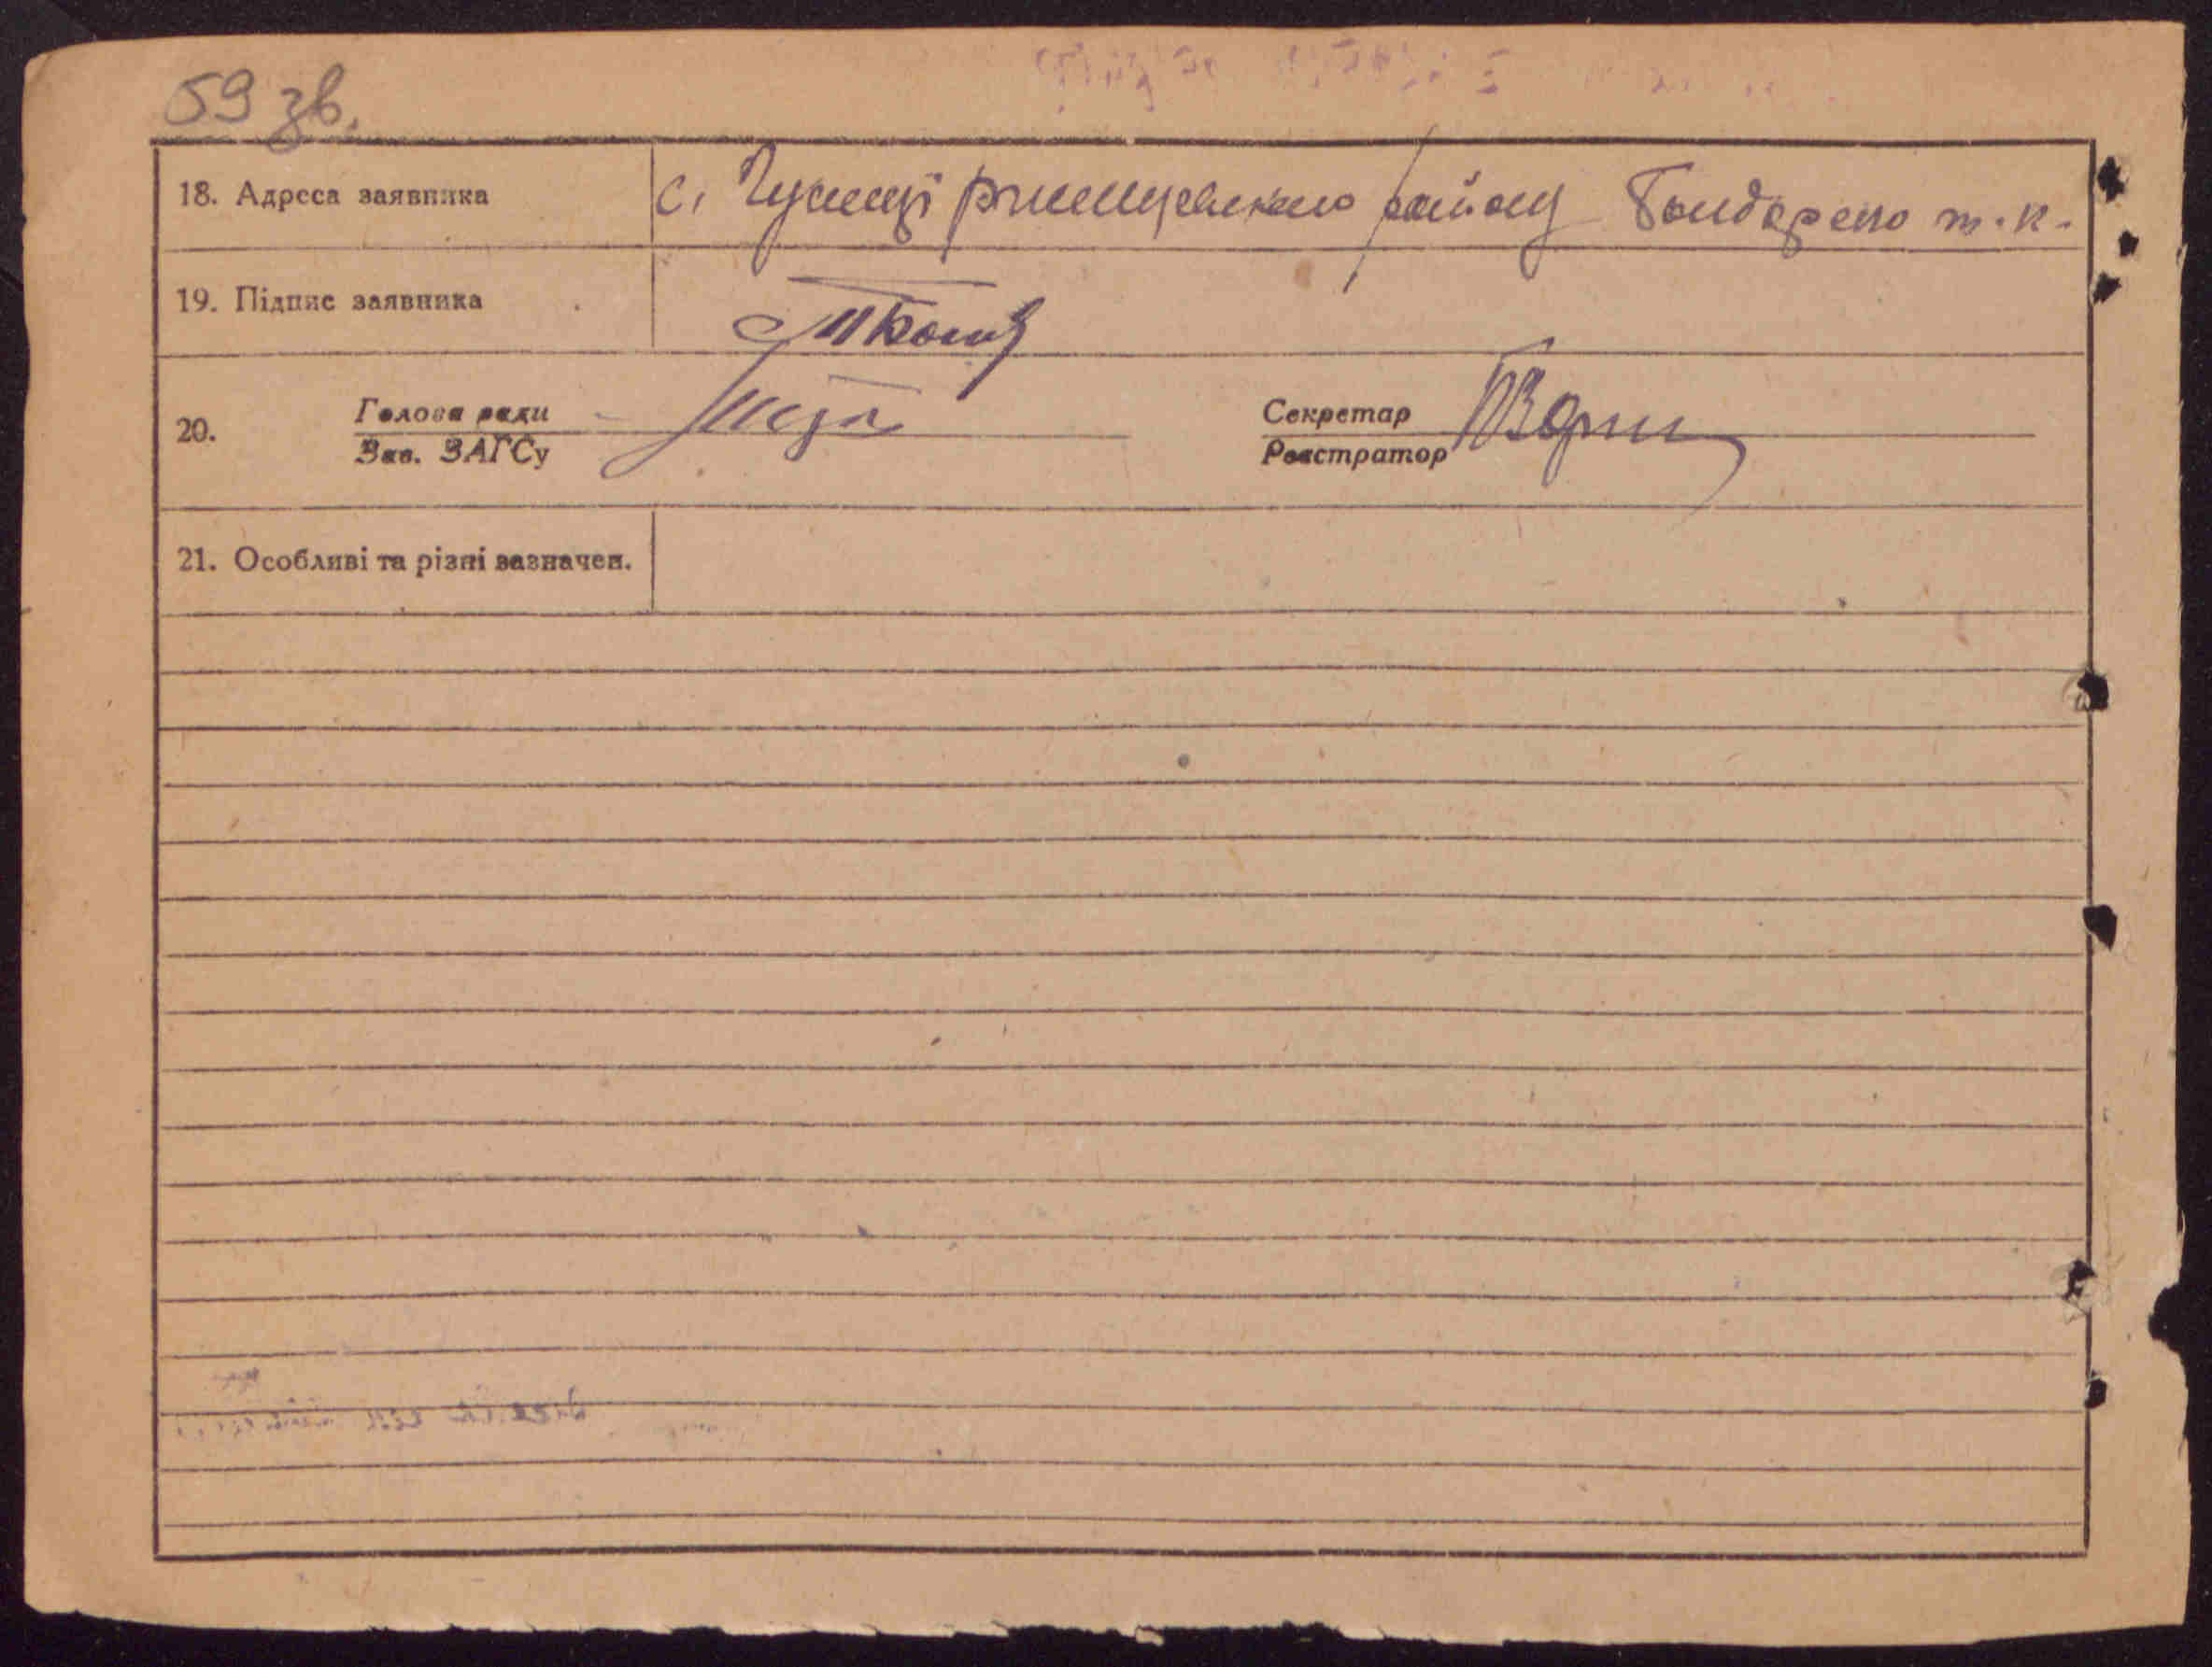 59 зв.
18. Адреса заявника с. Гусинці ржищівського району Бондаренко т. к.
19. Підпис заявника
20. Голова ради Секретар
Зав. ЗАГСу Реєстратор
21. Особливі та різні зазначен.